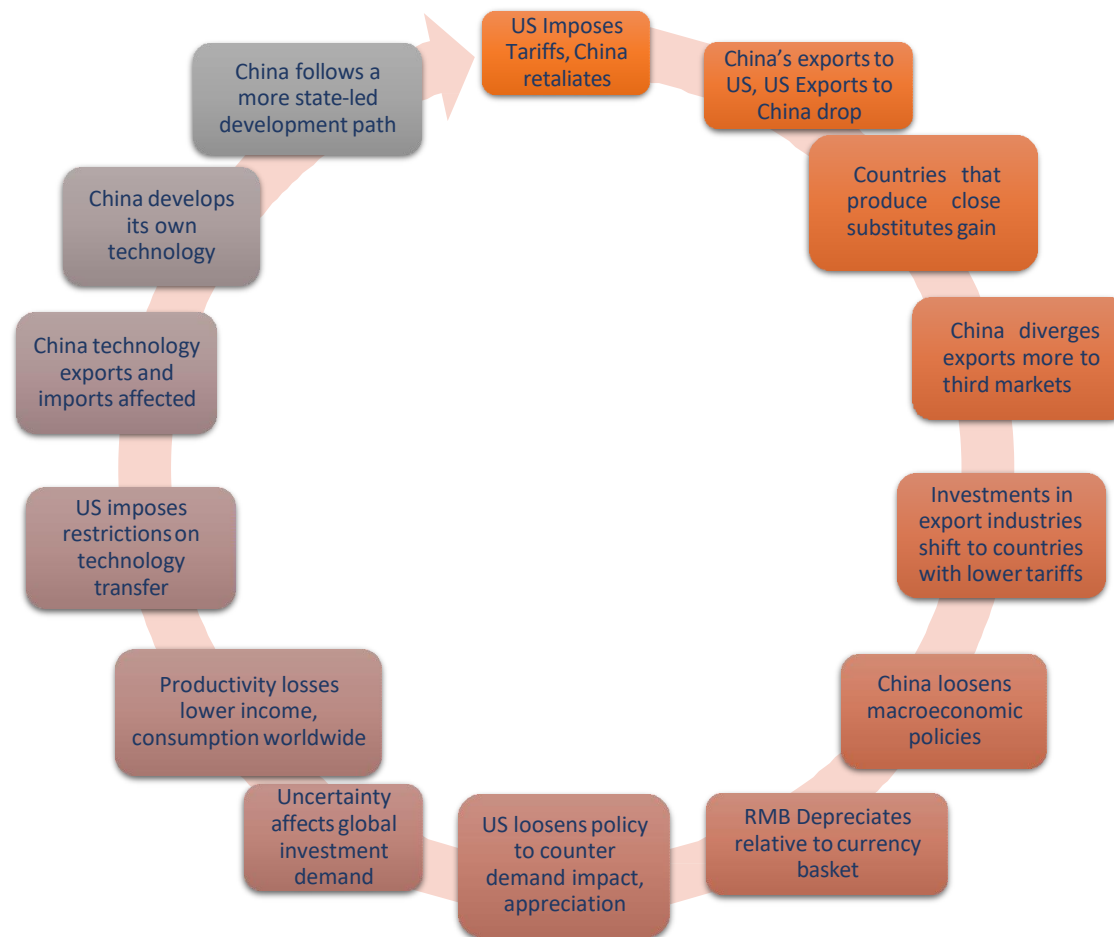 US Imposes
Tariffs, China
retaliates
China's exports to
US, US Exports to
China drop
Countries that
produce close
substitutes gain
China diverges
exports more to
third markets
Investments in
export industries
shift to countries
with lower tariffs
China loosens
macroeconomic
policies
RMB Depreciates
relative to currency
basket
US loosens policy
to counter
demand impact,
appreciation
Uncertainty
affects global
investment
demand
Productivity losses
lower income,
consumption worldwide
US imposes
restrictions on
technology
transfer
China technology
exports and
imports affected
China develops
its own
technology
China follows a
more state-led
development path